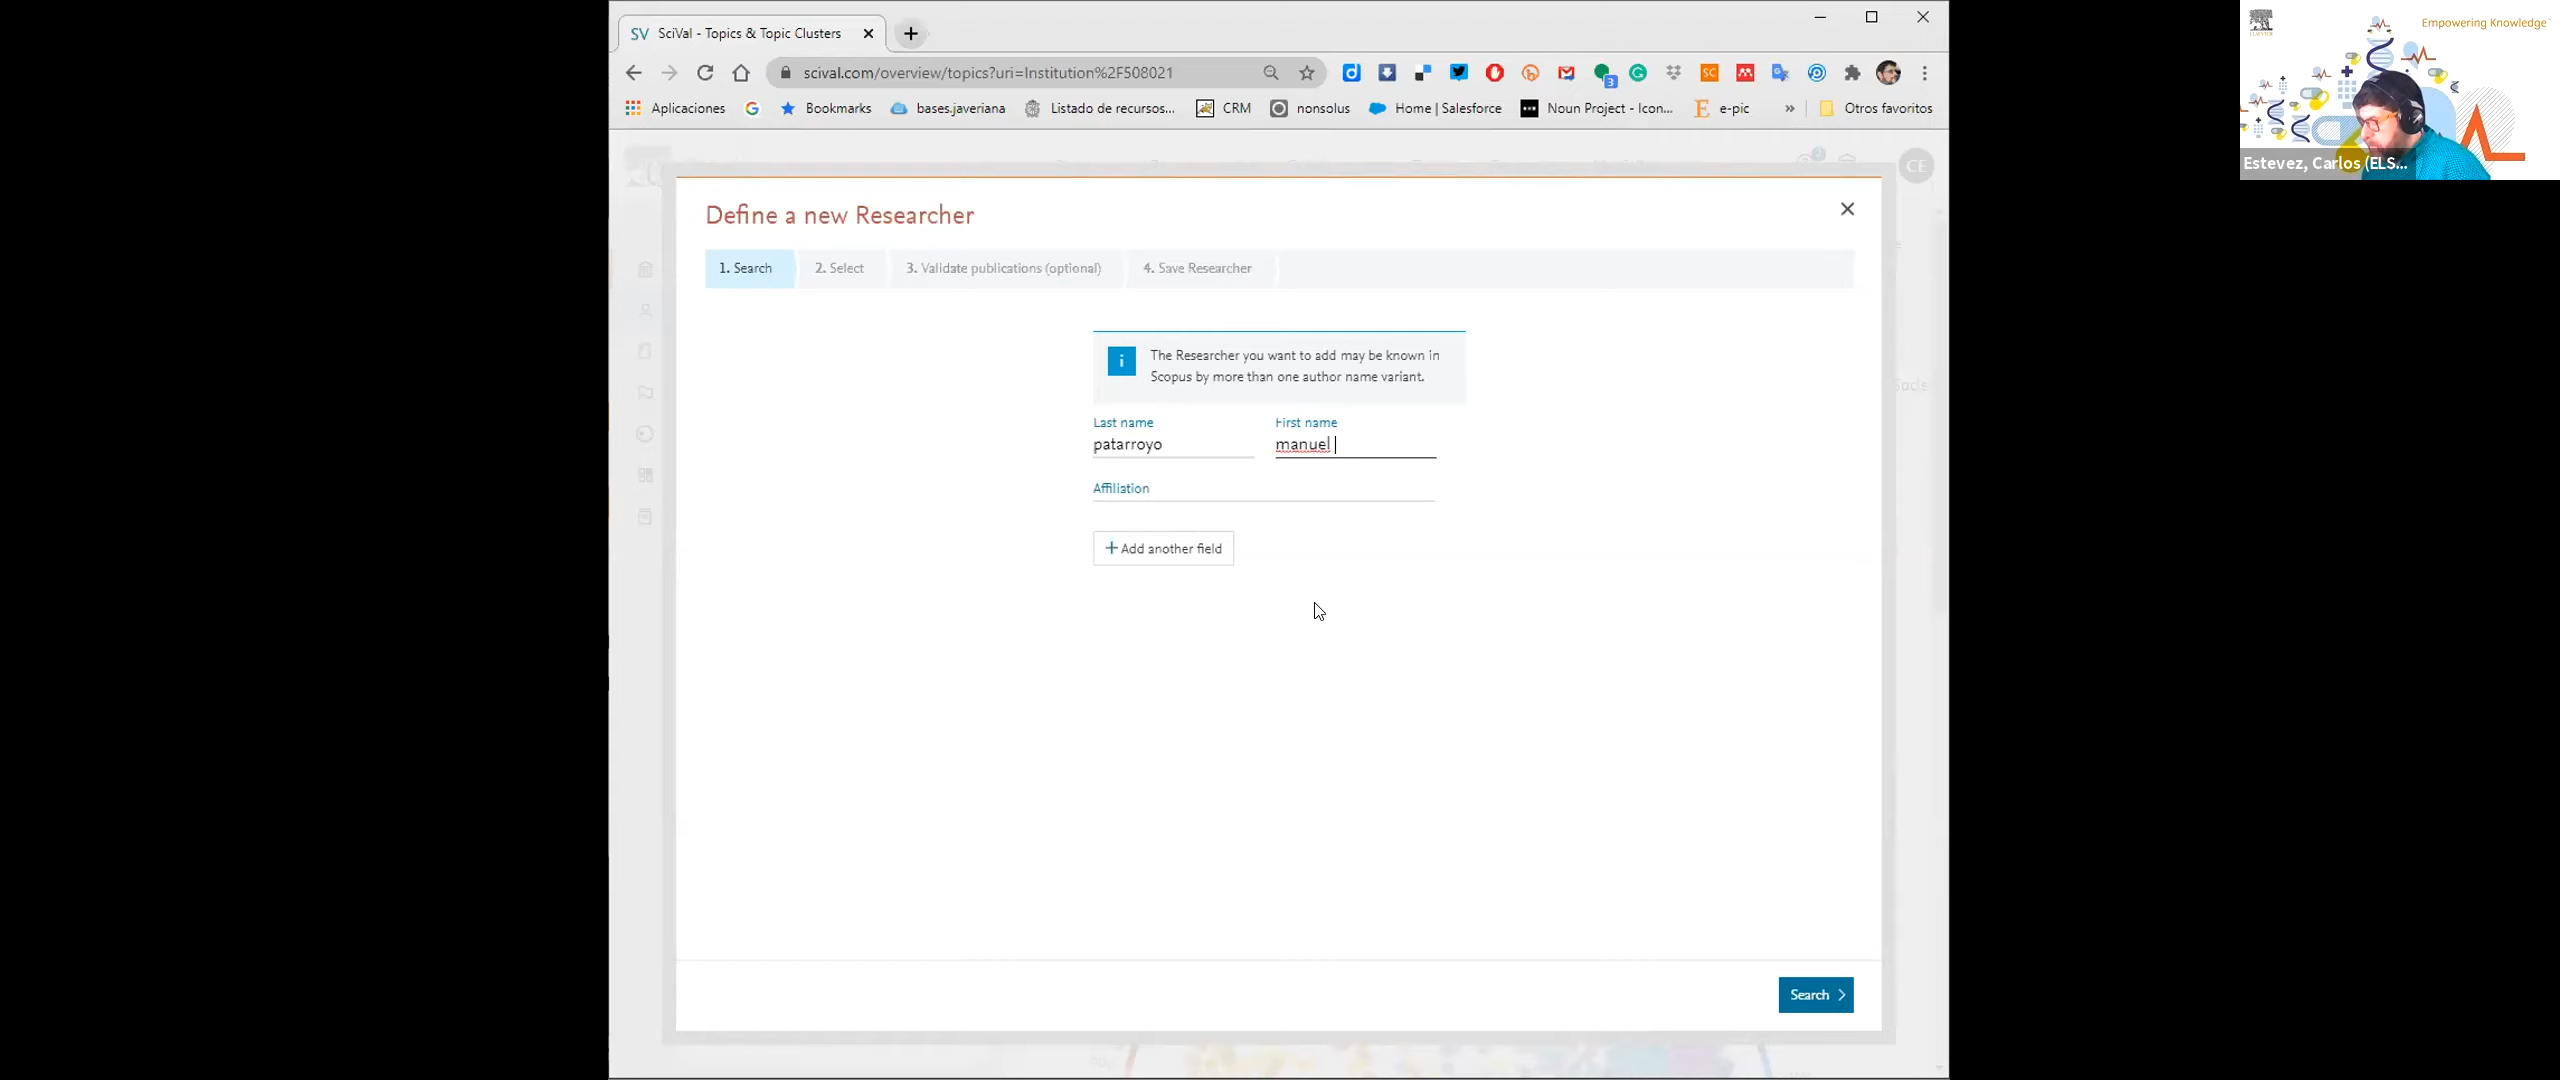 SciVal - Topics & Topic Clusters
scival.com/overview/topics?uri=Institution%2F508021
Aplicaciones
Bookmarks
bases.javeriana
Listado de recursos...
CRM
nonsolus
Home | Salesforce
Noun Project - Icon...
e-pic
»
Otros favoritos
CE
Define a new Researcher
1. Search
2. Select
3. Validate publications (optional)
4. Save Researcher
The Researcher you want to add may be known in
Scopus by more than one author name variant.
Last name
First name
patarroyo
manuel
Affiliation
+ Add another field
Search
Empowering Knowledge
Estevez, Carlos (ELS...